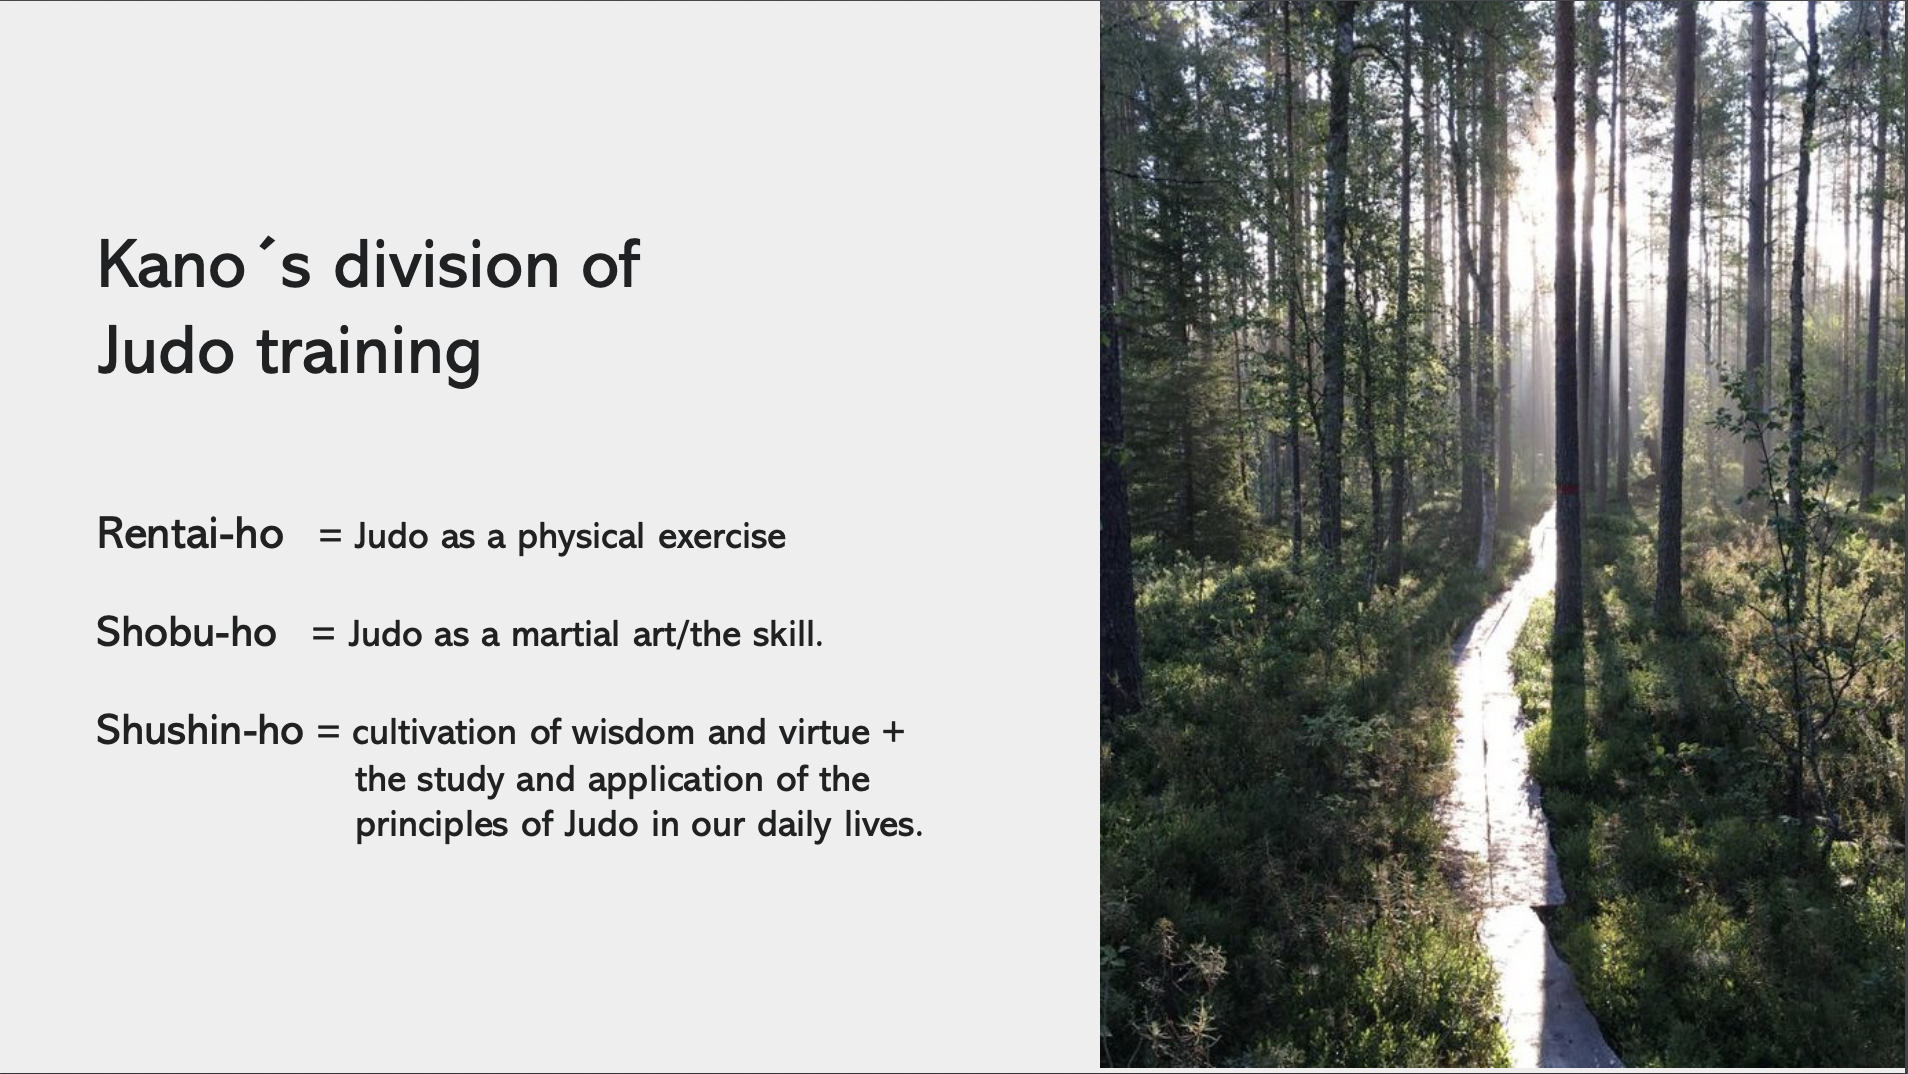 Kano´s division of
Judo training
Rentai-ho = Judo as a physical exercise
Shobu-ho = Judo as a martial art/the skill.
Shushin-ho = cultivation of wisdom and virtue +
the study and application of the
principles of Judo in our daily lives.